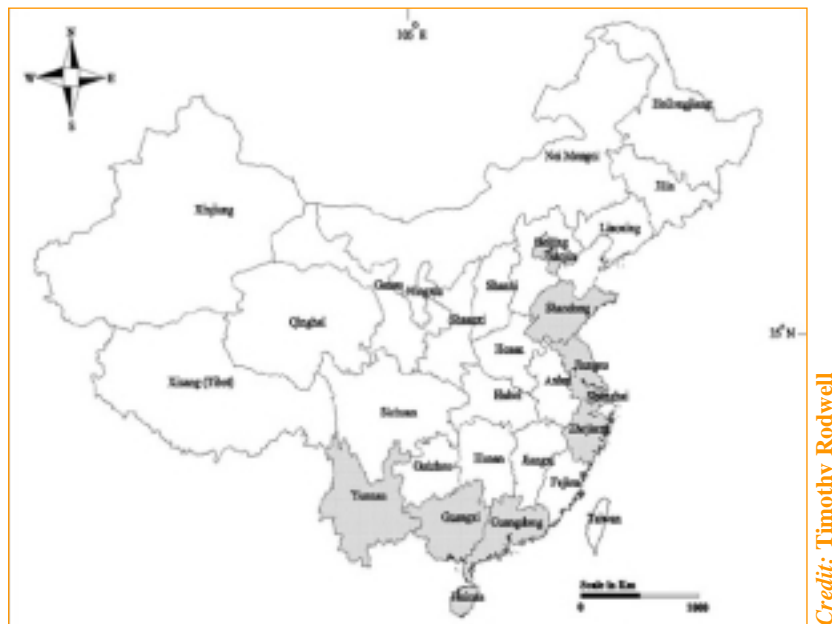 105° E
N
W E
S
Heilongjiang
Nei Mongol
Jilin
Xinjiang
Liaoning
Beijing
Tianjin
Gansu
Ningxia
Shanxi
Shandong
Qinghai
Shaanxi
35° N
Henan
Jiangsu
Xizang (Tibet)
Anhui
Shanghai
Hubei
Sichuan
Zhejiang
Guizhou
Hunan
Jiangxi
Fujian
Yunnan
Guangxi
Guangdong
Taiwan
Scale in Km
0 1000
Hainan
Credit: Timothy Rodwell